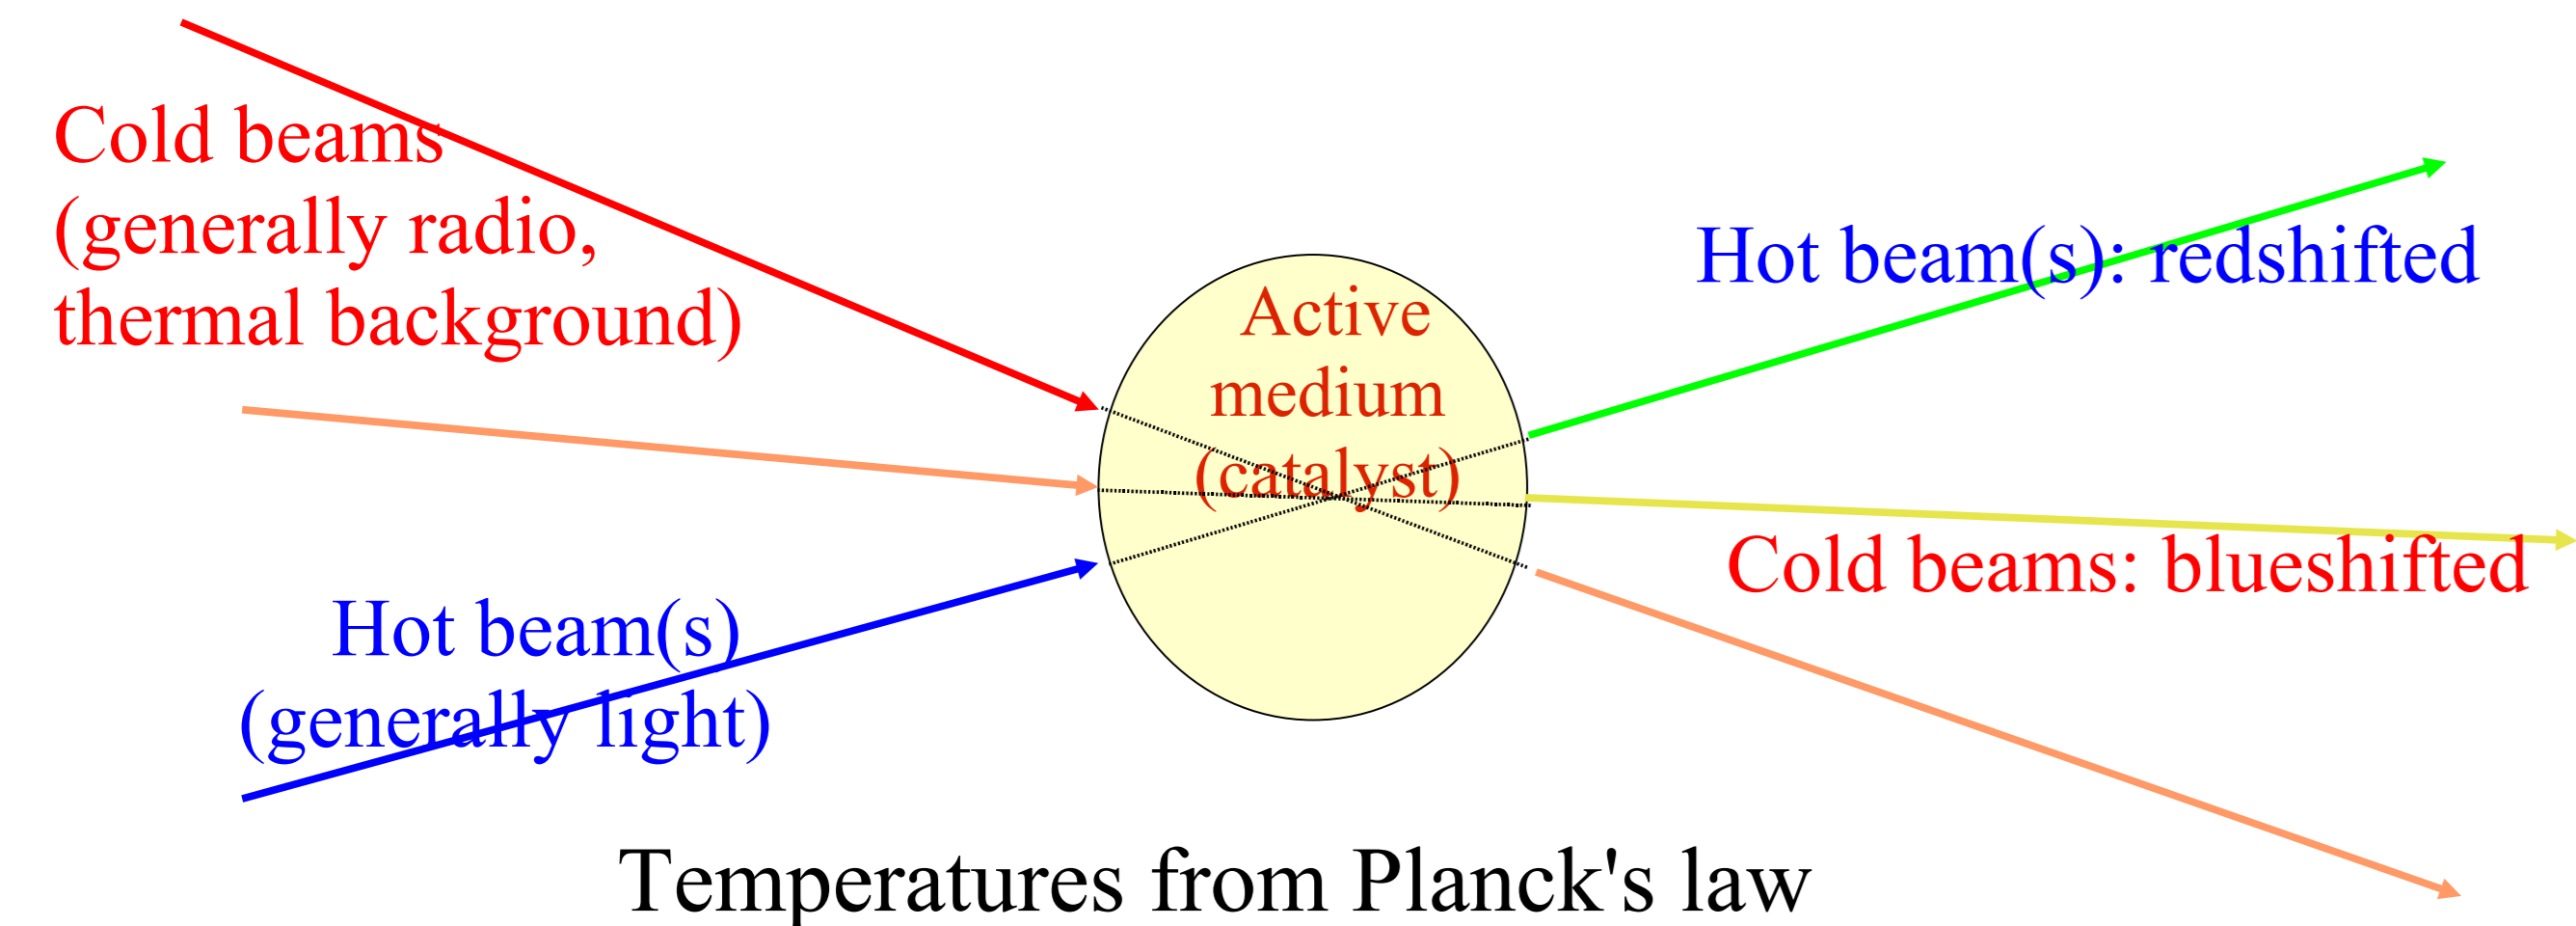 Cold beams
(generally radio,
thermal background)
Hot beam(s)
(generally light)
Active
medium
(catalyst)
Hot beam(s): redshifted
Cold beams: blueshifted
Temperatures from Planck's law